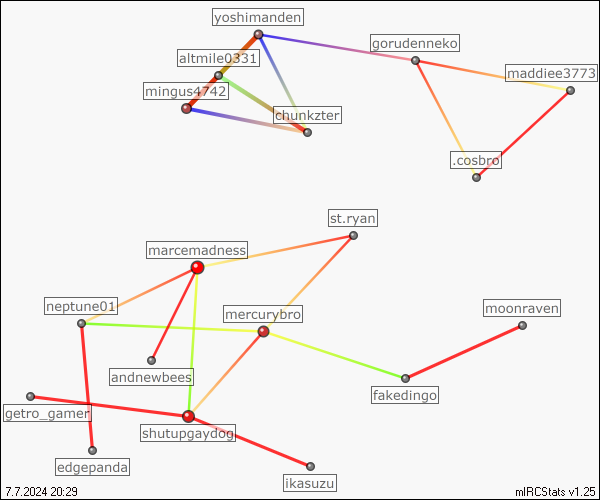 yoshimanden
gorudenneko
altmile0331
maddiee3773
mingus4742
chunkzter
.cosbro
st.ryan
marcemadness
neptune01
mercurybro
moonraven
andnewbees
fakedingo
getro_gamer
shutupgaydog
edgepanda
ikasuzu
7.7.2024 20:29
mIRCStats v1.25